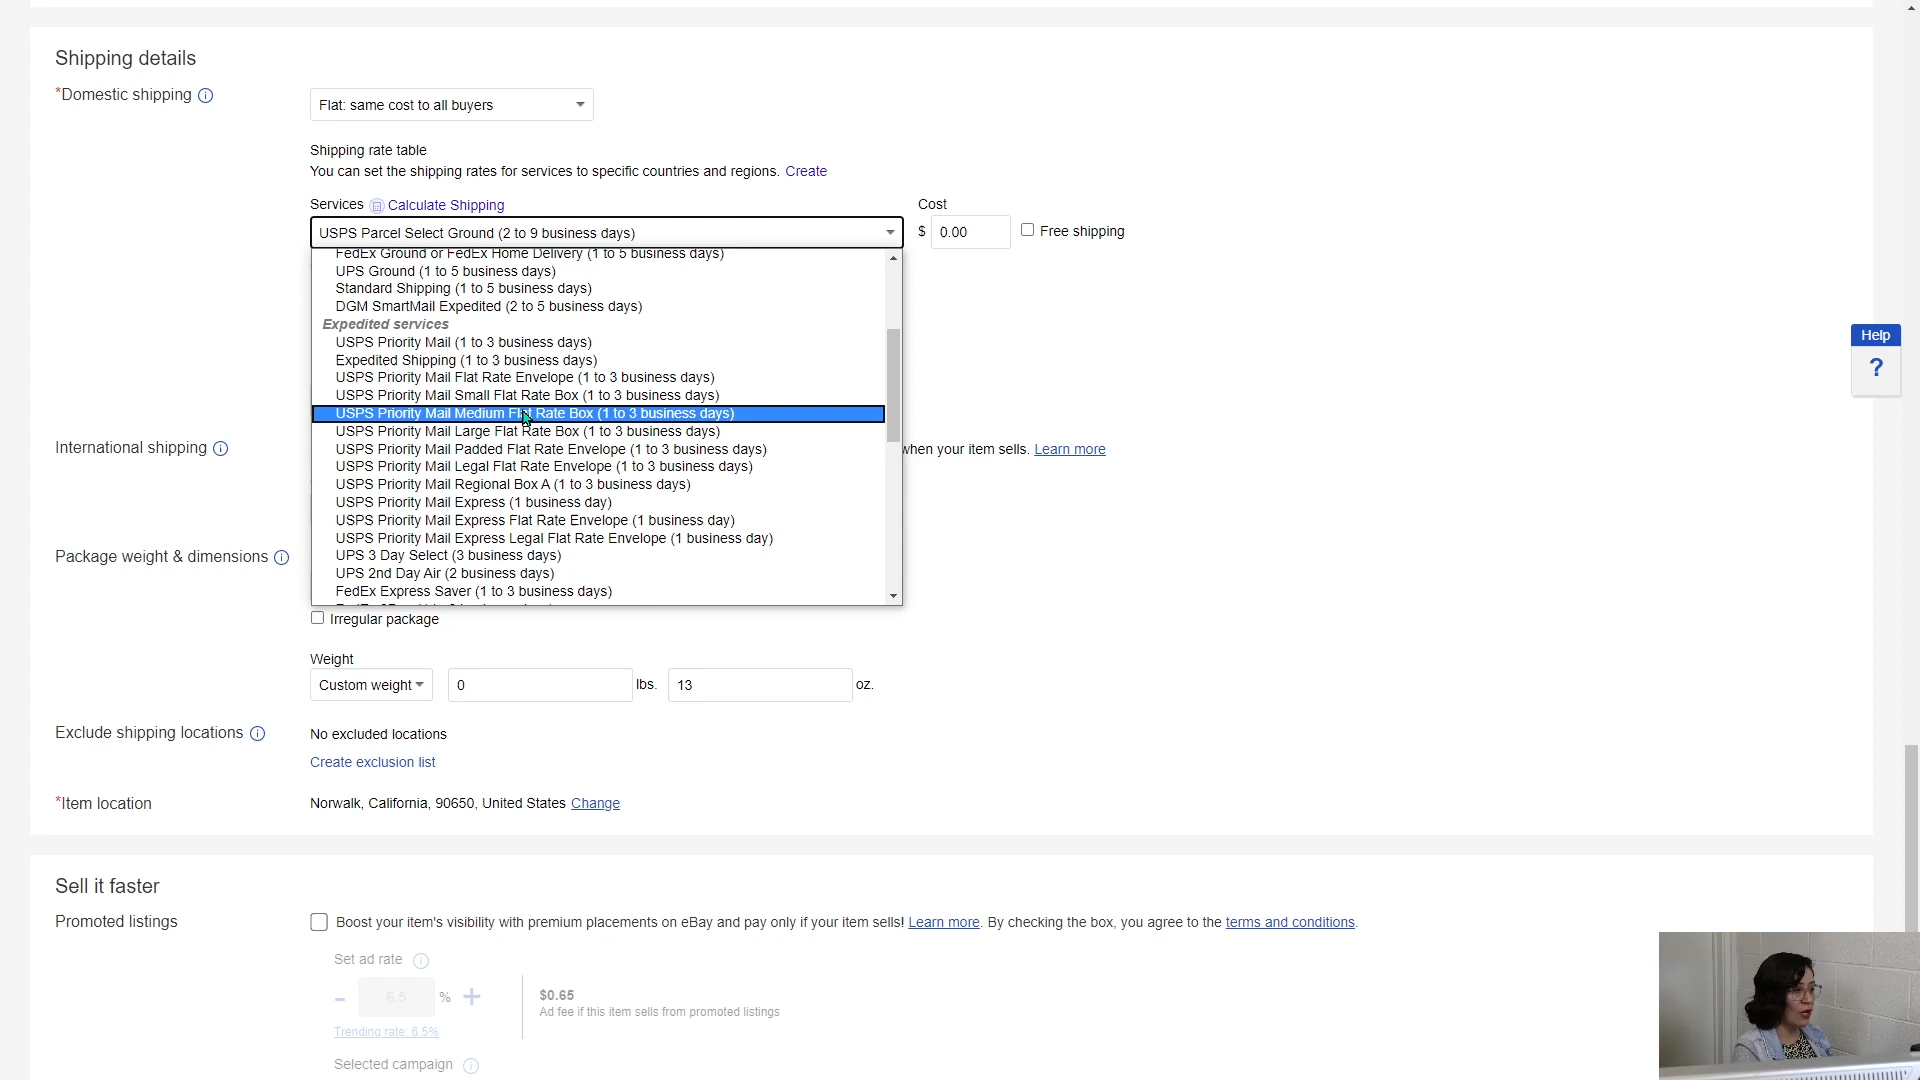 Shipping details
*Domestic shipping
Flat: same cost to all buyers
Shipping rate table
You can set the shipping rates for services to specific countries and regions. Create
Services Calculate Shipping
Cost
USPS Parcel Select Ground (2 to 9 business days)
$ 0.00 Free shipping
FedEx Ground or FedEx Home Delivery (1 to 5 business days)
UPS Ground (1 to 5 business days)
Standard Shipping (1 to 5 business days)
DGM SmartMail Expedited (2 to 5 business days)
Expedited services
USPS Priority Mail (1 to 3 business days)
Expedited Shipping (1 to 3 business days)
USPS Priority Mail Flat Rate Envelope (1 to 3 business days)
USPS Priority Mail Small Flat Rate Box (1 to 3 business days)
USPS Priority Mail Medium Flat Rate Box (1 to 3 business days)
USPS Priority Mail Large Flat Rate Box (1 to 3 business days)
USPS Priority Mail Padded Flat Rate Envelope (1 to 3 business days)
USPS Priority Mail Legal Flat Rate Envelope (1 to 3 business days)
USPS Priority Mail Regional Box A (1 to 3 business days)
USPS Priority Mail Express (1 business day)
USPS Priority Mail Express Flat Rate Envelope (1 business day)
USPS Priority Mail Express Legal Flat Rate Envelope (1 business day)
UPS 3 Day Select (3 business days)
UPS 2nd Day Air (2 business days)
FedEx Express Saver (1 to 3 business days)
Help
?
International shipping
when your item sells. Learn more
Package weight & dimensions
Irregular package
Weight
Custom weight 0 lbs. 13 oz.
Exclude shipping locations
No excluded locations
Create exclusion list
*Item location
Norwalk, California, 90650, United States Change
Sell it faster
Promoted listings
Boost your item's visibility with premium placements on eBay and pay only if your item sells! Learn more. By checking the box, you agree to the terms and conditions.
Set ad rate
- 6.5 % +
$0.65
Ad fee if this item sells from promoted listings
Trending rate: 6.5%
Selected campaign